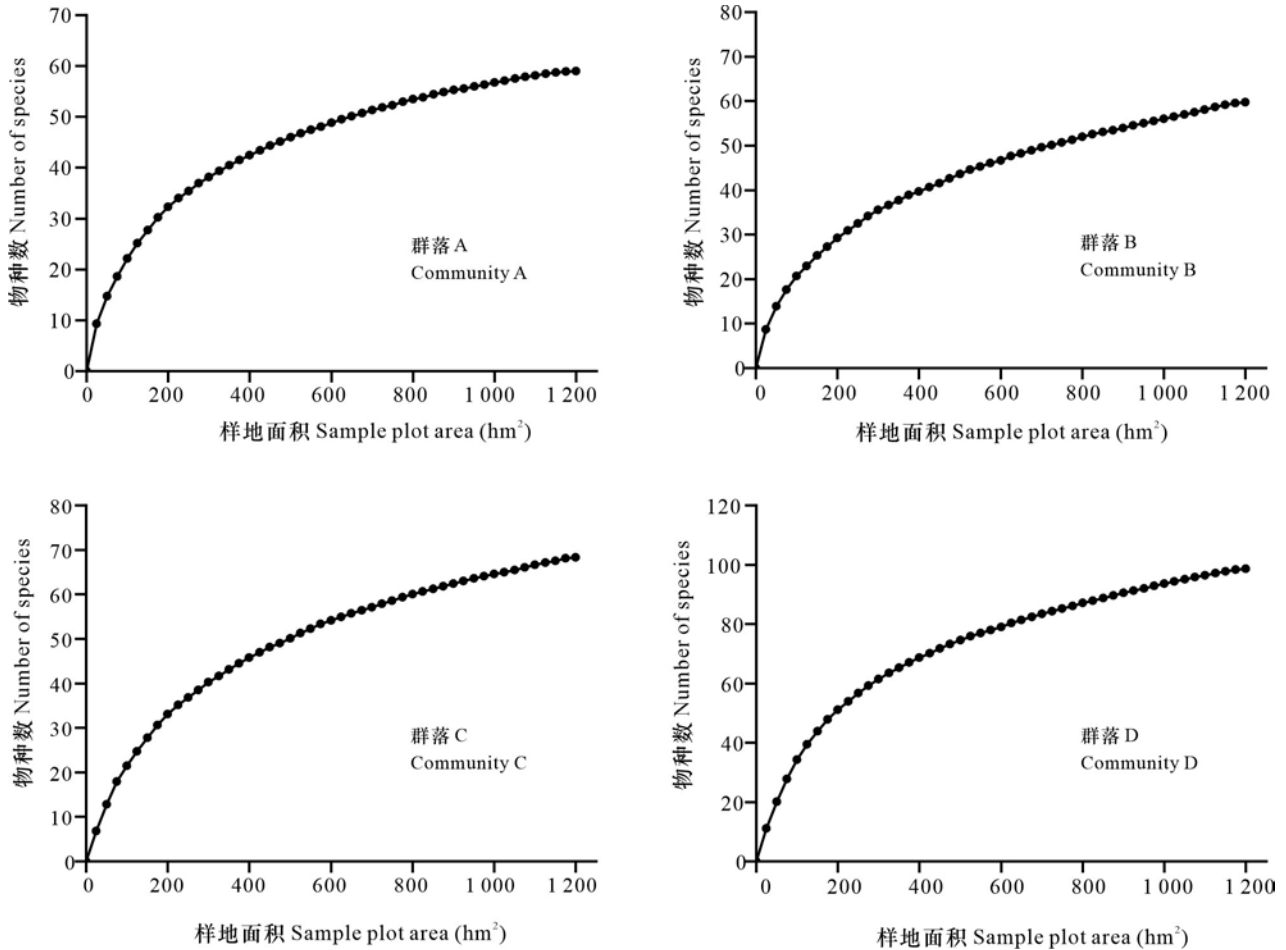 物种数 Number of species
70
60
50
40
30
20
10
0
群落 A
Community A
0 200 400 600 800 1 000 1 200
样地面积 Sample plot area (hm²)
物种数 Number of species
80
70
60
50
40
30
20
10
0
群落 B
Community B
0 200 400 600 800 1 000 1 200
样地面积 Sample plot area (hm²)
物种数 Number of species
80
70
60
50
40
30
20
10
0
群落 C
Community C
0 200 400 600 800 1 000 1 200
样地面积 Sample plot area (hm²)
物种数 Number of species
120
100
80
60
40
20
0
群落 D
Community D
0 200 400 600 800 1 000 1 200
样地面积 Sample plot area (hm²)